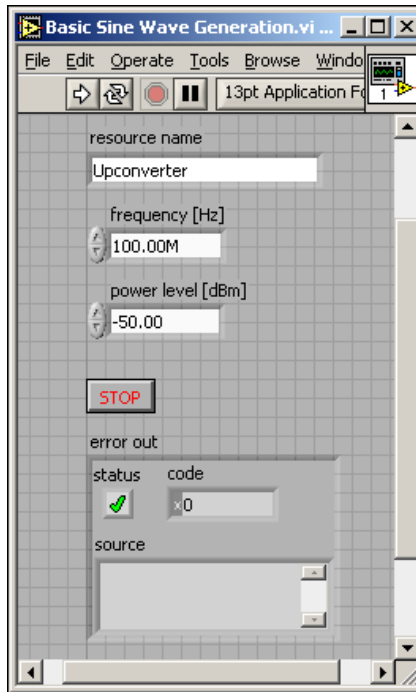 Basic Sine Wave Generation.vi ...
File Edit Operate Tools Browse Windo
13pt Application Fo
1
resource name
Upconverter
frequency [Hz]
100.00M
power level [dBm]
-50.00
STOP
error out
status code
x0
source